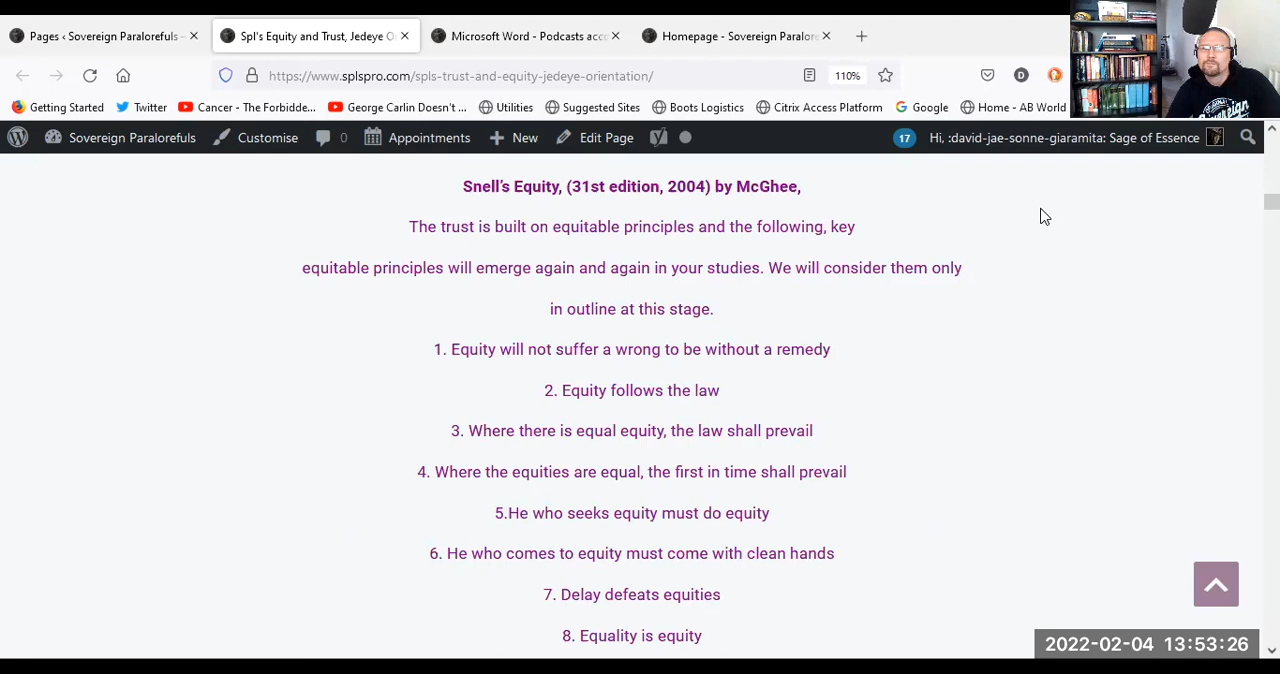 Pages ‹ Sovereign Paralorefuls –
Spl's Equity and Trust, Jedeye O
Microsoft Word - Podcasts acc
Homepage - Sovereign Paralore
https://www.splspro.com/spls-trust-and-equity-jedeye-orientation/
110%
Getting Started
Twitter
Cancer - The Forbidde...
George Carlin Doesn't ...
Utilities
Suggested Sites
Boots Logistics
Citrix Access Platform
Google
Home - AB World
Sovereign Paralorefuls
Customise
0
Appointments
New
Edit Page
17
Hi, :david-jae-sonne-giaramita: Sage of Essence
Snell’s Equity, (31st edition, 2004) by McGhee,
The trust is built on equitable principles and the following, key
equitable principles will emerge again and again in your studies. We will consider them only
in outline at this stage.
1. Equity will not suffer a wrong to be without a remedy
2. Equity follows the law
3. Where there is equal equity, the law shall prevail
4. Where the equities are equal, the first in time shall prevail
5.He who seeks equity must do equity
6. He who comes to equity must come with clean hands
7. Delay defeats equities
8. Equality is equity
2022-02-04 13:53:26